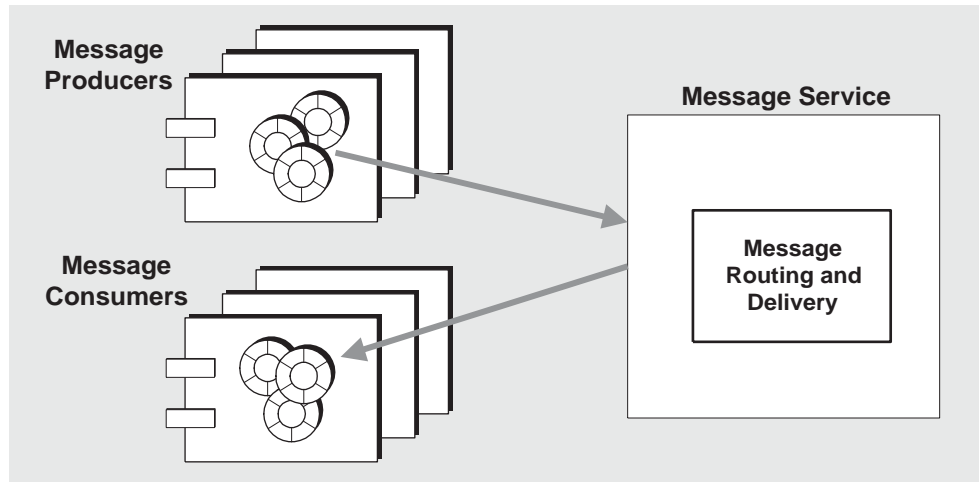 Message
Producers
Message Service
Message
Routing and
Delivery
Message
Consumers